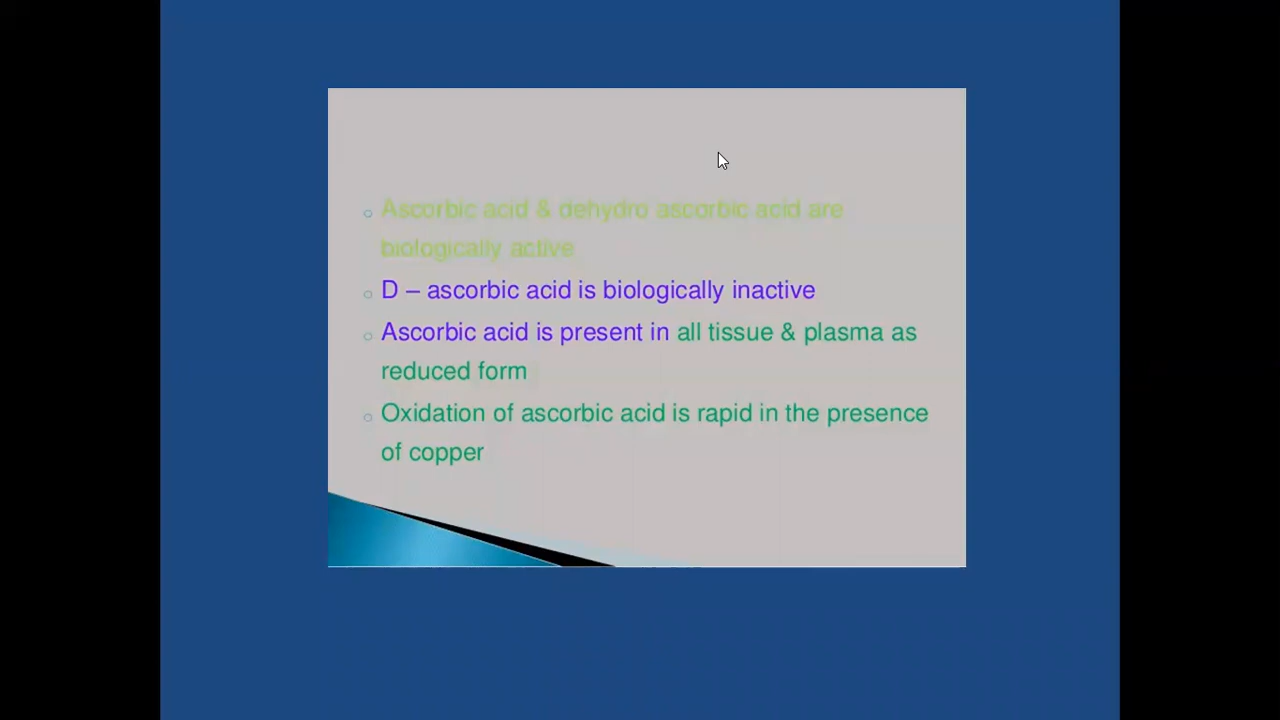 Ascorbic acid & dehydro ascorbic acid are
biologically active
D – ascorbic acid is biologically inactive
Ascorbic acid is present in all tissue & plasma as
reduced form
Oxidation of ascorbic acid is rapid in the presence
of copper